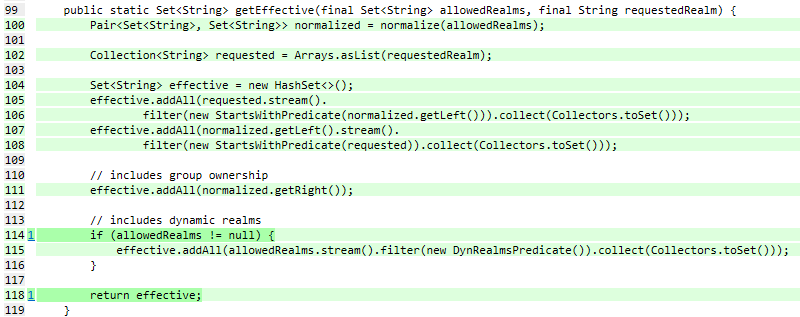 99 public static Set<String> getEffective(final Set<String> allowedRealms, final String requestedRealm) {
100 Pair<Set<String>, Set<String>> normalized = normalize(allowedRealms);
101
102 Collection<String> requested = Arrays.asList(requestedRealm);
103
104 Set<String> effective = new HashSet<>();
105 effective.addAll(requested.stream().
106 filter(new StartsWithPredicate(normalized.getLeft())).collect(Collectors.toSet()));
107 effective.addAll(normalized.getLeft().stream().
108 filter(new StartsWithPredicate(requested)).collect(Collectors.toSet()));
109
110 // includes group ownership
111 effective.addAll(normalized.getRight());
112
113 // includes dynamic realms
114 1 if (allowedRealms != null) {
115 effective.addAll(allowedRealms.stream().filter(new DynRealmsPredicate()).collect(Collectors.toSet()));
116 }
117
118 1 return effective;
119 }